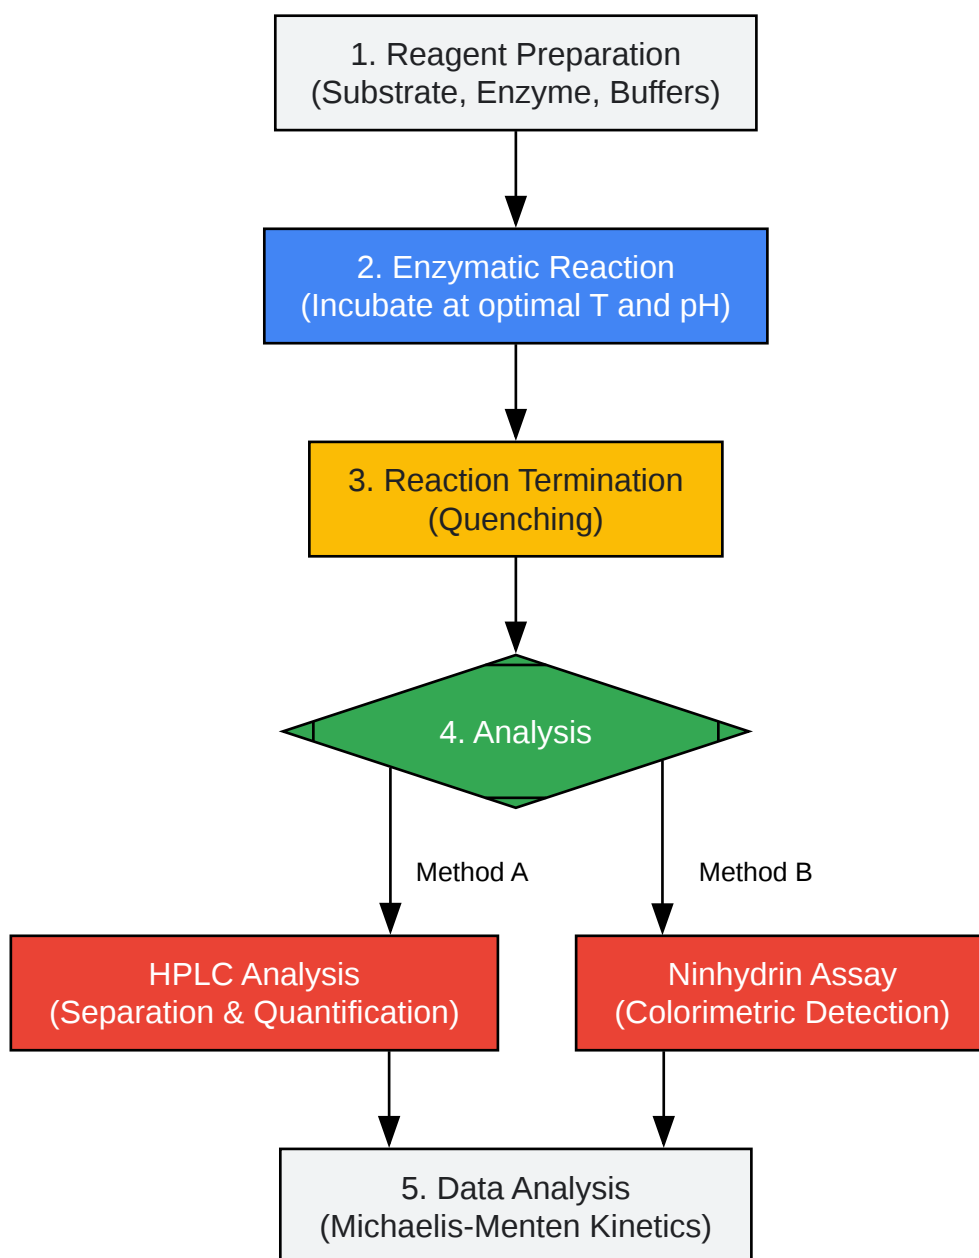 1. Reagent Preparation
(Substrate, Enzyme, Buffers)
2. Enzymatic Reaction
(Incubate at optimal T and pH)
3. Reaction Termination
(Quenching)
4. Analysis
Method A
Method B
HPLC Analysis
(Separation & Quantification)
Ninhydrin Assay
(Colorimetric Detection)
5. Data Analysis
(Michaelis-Menten Kinetics)